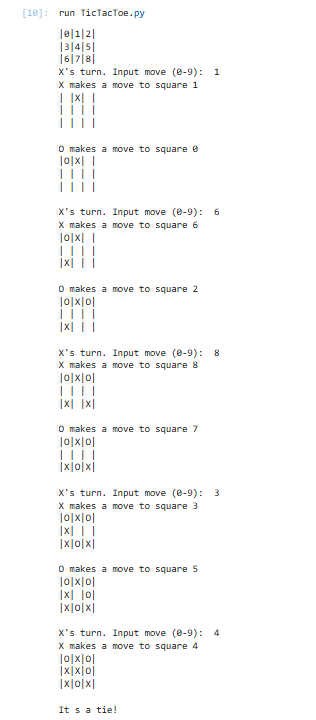 [10]: run TicTacToe.py
|0|1|2|
|3|4|5|
|6|7|8|
X's turn. Input move (0-9): 1
X makes a move to square 1
| |X| |
| | | |
| | | |
O makes a move to square 0
|O|X| |
| | | |
| | | |
X's turn. Input move (0-9): 6
X makes a move to square 6
|O|X| |
| | | |
|X| | |
O makes a move to square 2
|O|X|O|
| | | |
|X| | |
X's turn. Input move (0-9): 8
X makes a move to square 8
|O|X|O|
| | | |
|X| |X|
O makes a move to square 7
|O|X|O|
| | | |
|X|O|X|
X's turn. Input move (0-9): 3
X makes a move to square 3
|O|X|O|
|X| | |
|X|O|X|
O makes a move to square 5
|O|X|O|
|X| |O|
|X|O|X|
X's turn. Input move (0-9): 4
X makes a move to square 4
|O|X|O|
|X|X|O|
|X|O|X|
It s a tie!